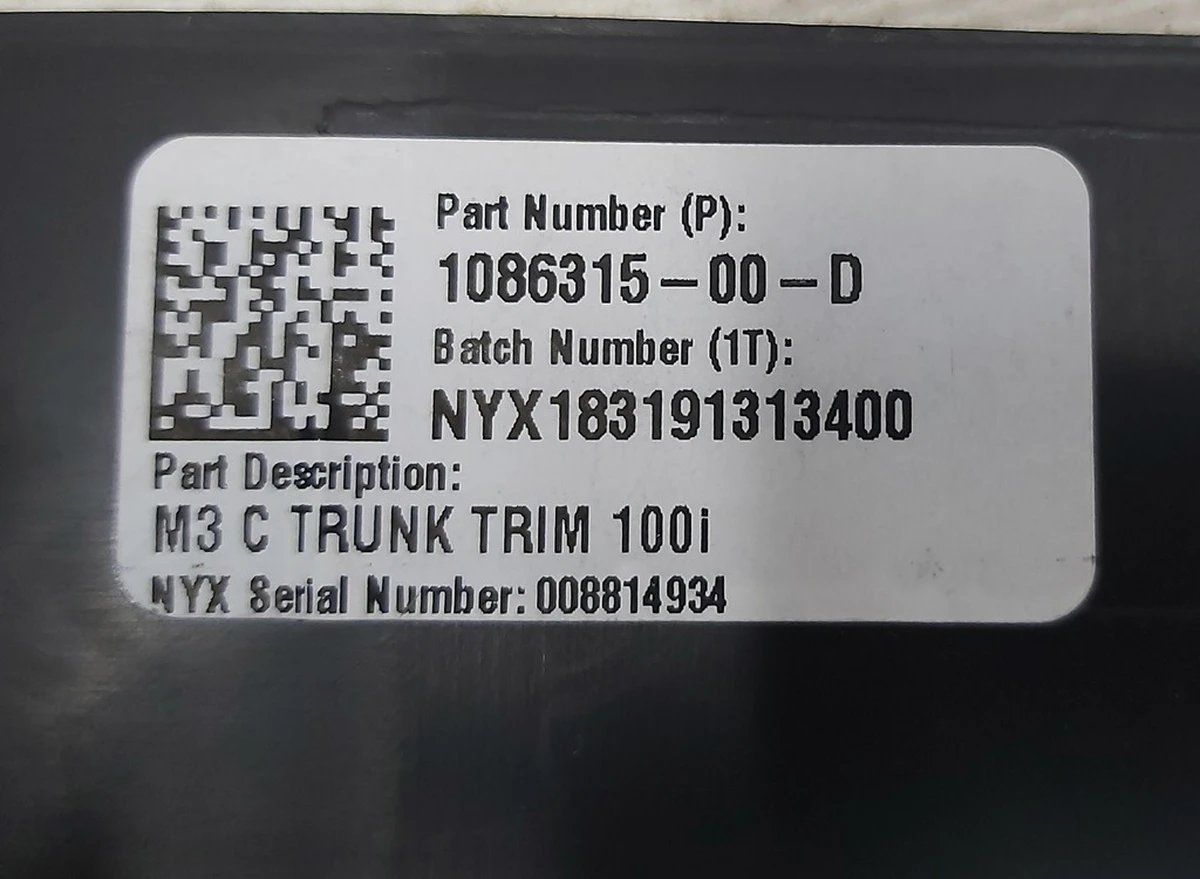 Part Number (P):
1086315-00-D
Batch Number (1T):
NYX183191313400
Part Description:
M3 C TRUNK TRIM 100i
NYX Serial Number: 008814934